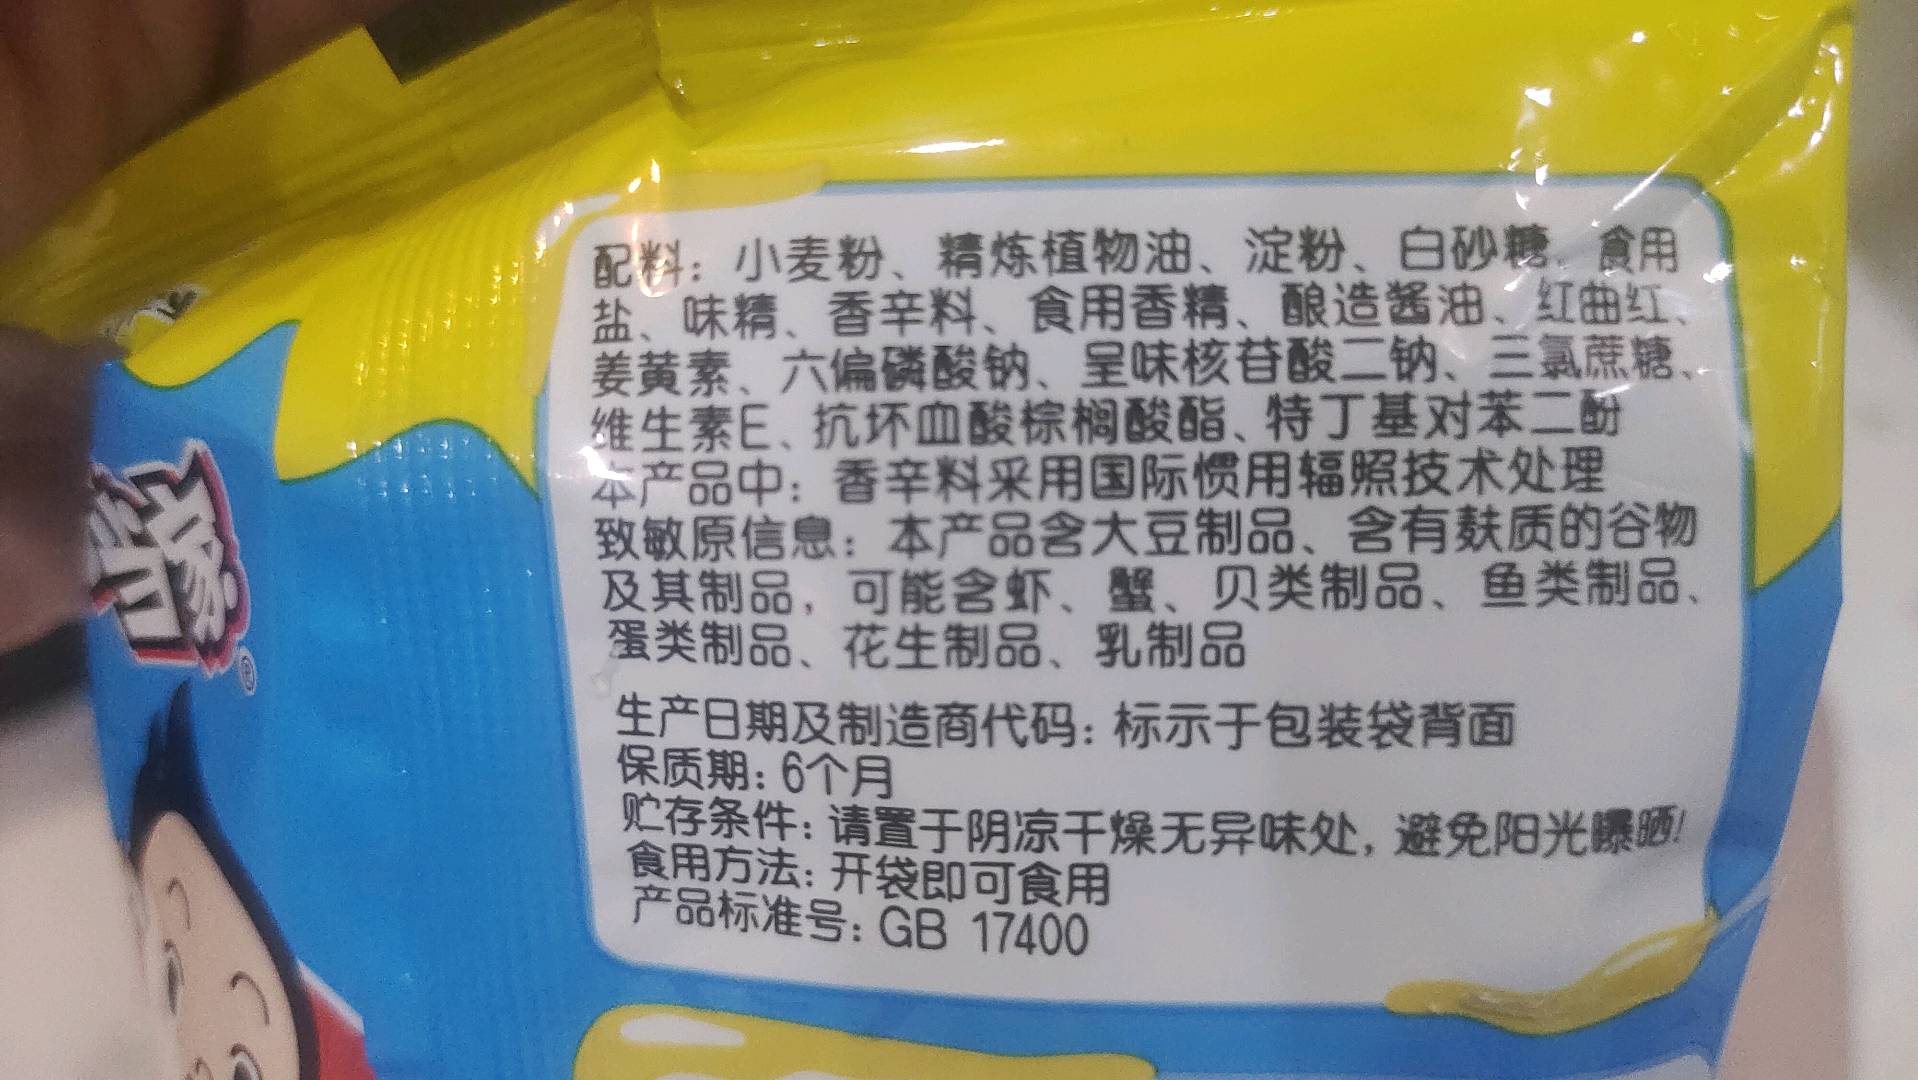 配料：小麦粉、精炼植物油、淀粉、白砂糖、食用
盐、味精、香辛料、食用香精、酿造酱油、红曲红、
姜黄素、六偏磷酸钠、呈味核苷酸二钠、三氯蔗糖、
维生素E、抗坏血酸棕榈酸酯、特丁基对苯二酚
本产品中：香辛料采用国际惯用辐照技术处理
致敏原信息：本产品含大豆制品、含有麸质的谷物
及其制品，可能含虾、蟹、贝类制品、鱼类制品、
蛋类制品、花生制品、乳制品
生产日期及制造商代码：标示于包装袋背面
保质期：6个月
贮存条件：请置于阴凉干燥无异味处，避免阳光曝晒！
食用方法：开袋即可食用
产品标准号：GB 17400